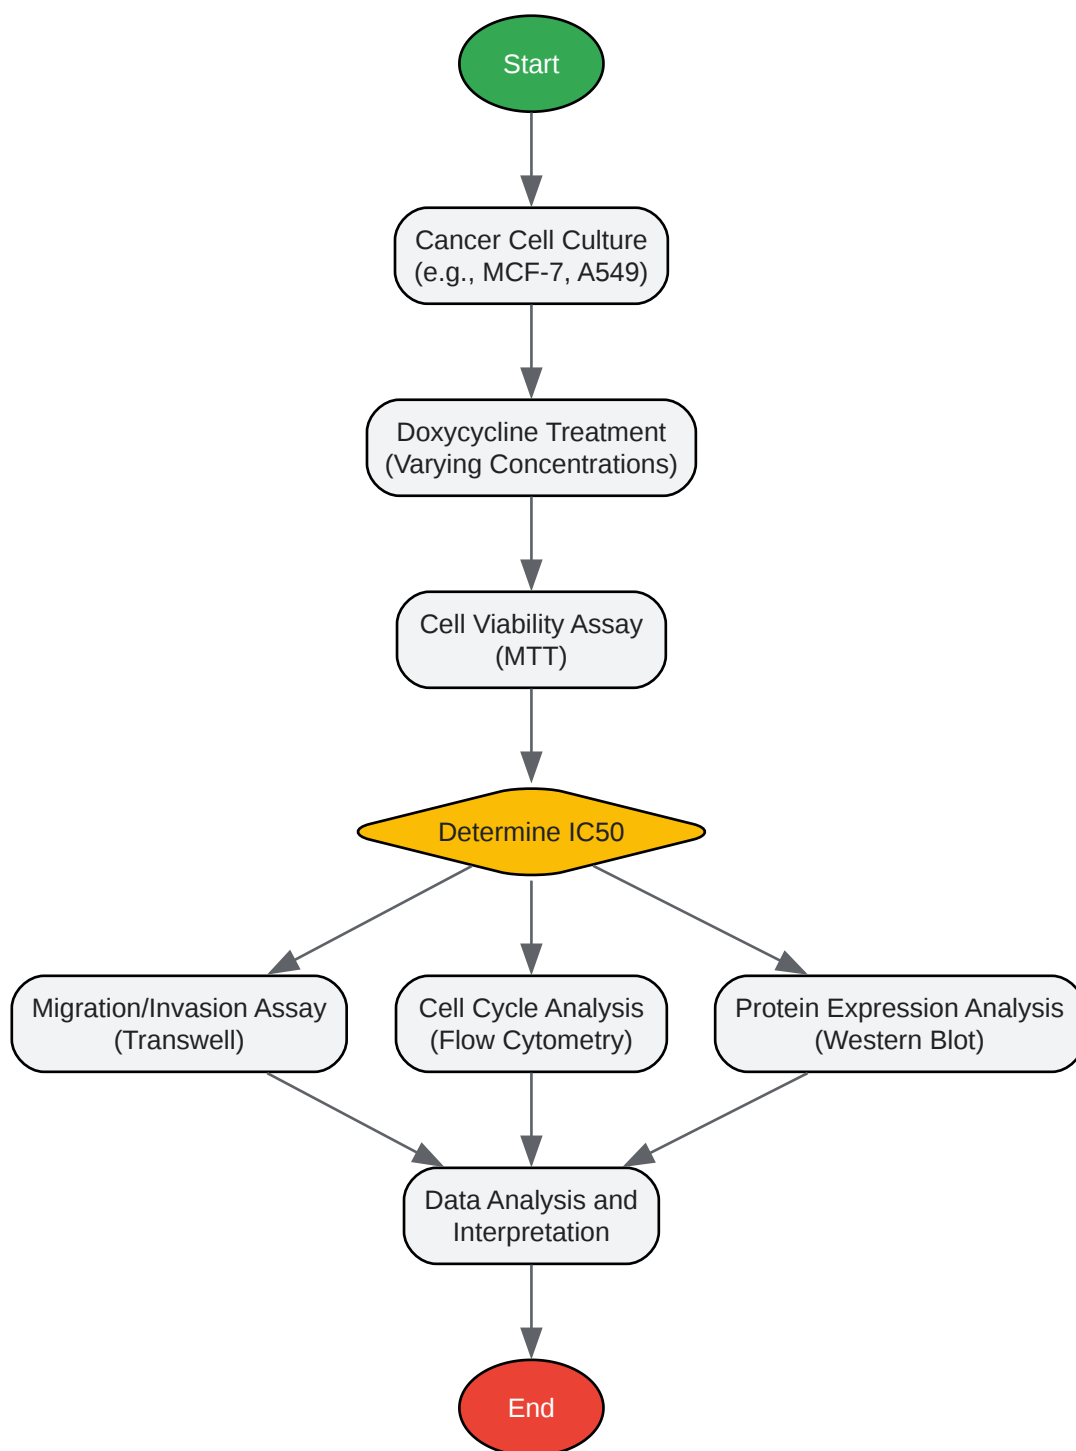 Start
Cancer Cell Culture
(e.g., MCF-7, A549)
Doxycycline Treatment
(Varying Concentrations)
Cell Viability Assay
(MTT)
Determine IC50
Migration/Invasion Assay
(Transwell)
Cell Cycle Analysis
(Flow Cytometry)
Protein Expression Analysis
(Western Blot)
Data Analysis and
Interpretation
End